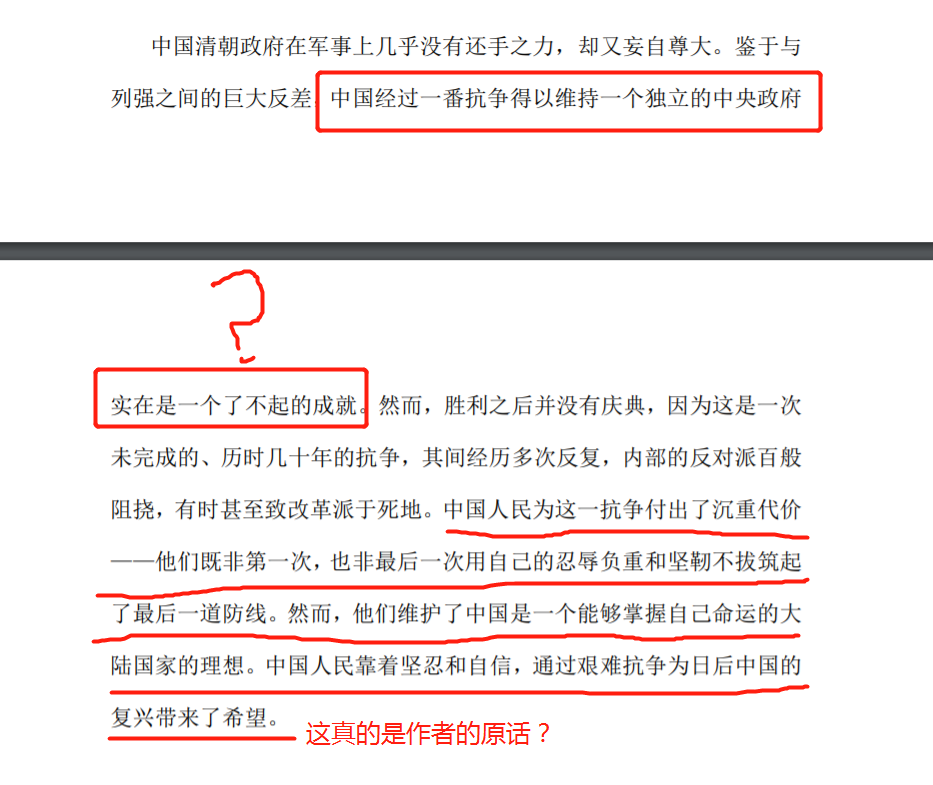 中国清朝政府在军事上几乎没有还手之力，却又妄自尊大。鉴于与
列强之间的巨大反差 中国经过一番抗争得以维持一个独立的中央政府
?
实在是一个了不起的成就。然而，胜利之后并没有庆典，因为这是一次
未完成的、历时几十年的抗争，其间经历多次反复，内部的反对派百般
阻挠，有时甚至致改革派于死地。中国人民为这一抗争付出了沉重代价
——他们既非第一次，也非最后一次用自己的忍辱负重和坚韧不拔筑起
了最后一道防线。然而，他们维护了中国是一个能够掌握自己命运的大
陆国家的理想。中国人民靠着坚忍和自信，通过艰难抗争为日后中国的
复兴带来了希望。 这真的是作者的原话？